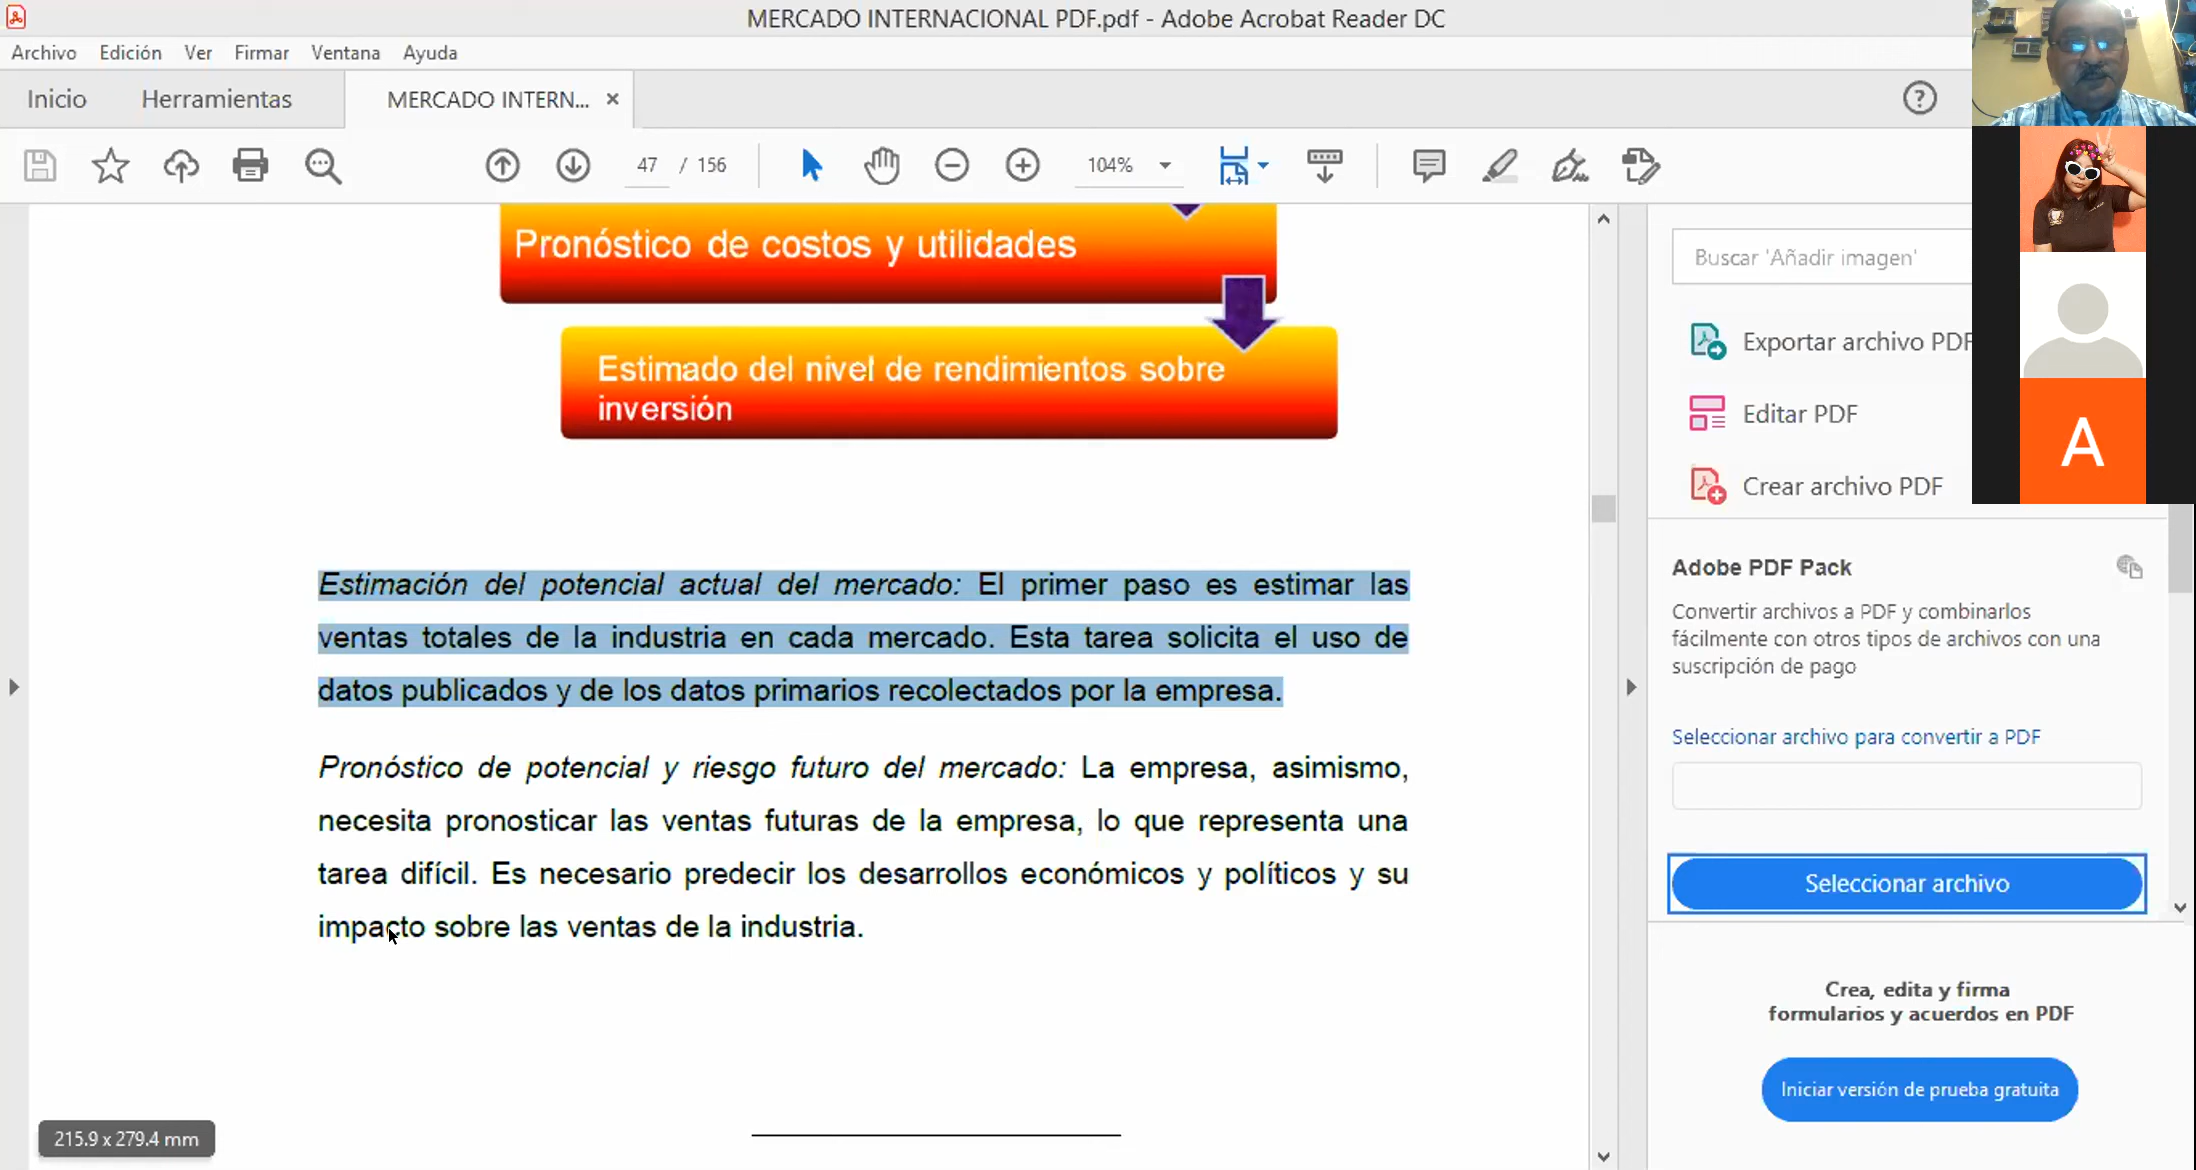 MERCADO INTERNACIONAL PDF.pdf - Adobe Acrobat Reader DC
Archivo Edición Ver Firmar Ventana Ayuda
Inicio Herramientas MERCADO INTERN... ×
47 / 156 104%
Pronóstico de costos y utilidades
Estimado del nivel de rendimientos sobre
inversión
Estimación del potencial actual del mercado: El primer paso es estimar las
ventas totales de la industria en cada mercado. Esta tarea solicita el uso de
datos publicados y de los datos primarios recolectados por la empresa.
Pronóstico de potencial y riesgo futuro del mercado: La empresa, asimismo,
necesita pronosticar las ventas futuras de la empresa, lo que representa una
tarea difícil. Es necesario predecir los desarrollos económicos y políticos y su
impacto sobre las ventas de la industria.
215.9 x 279.4 mm
Buscar 'Añadir imagen'
Exportar archivo PDF
Editar PDF
Crear archivo PDF
Adobe PDF Pack
Convertir archivos a PDF y combinarlos
fácilmente con otros tipos de archivos con una
suscripción de pago
Seleccionar archivo para convertir a PDF
Seleccionar archivo
Crea, edita y firma
formularios y acuerdos en PDF
Iniciar versión de prueba gratuita
A